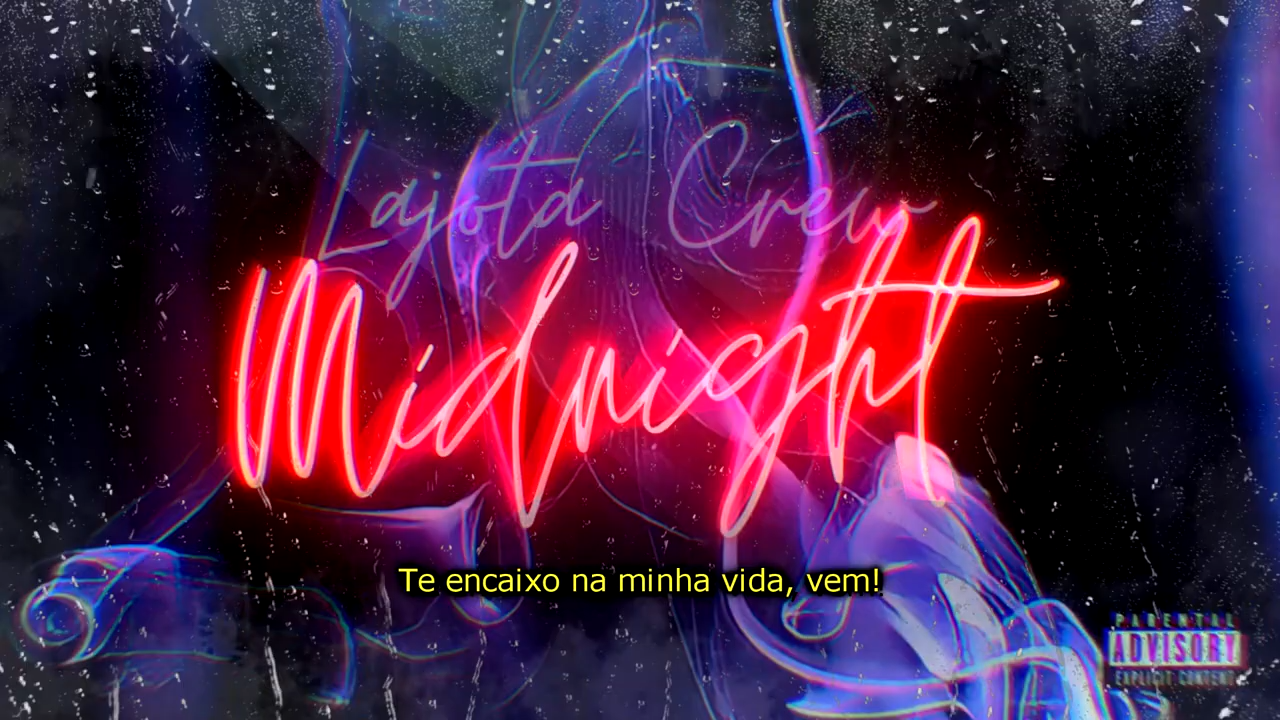 Lajota Crew
Midnight
Te encaixo na minha vida, vem!
PARENTAL
ADVISORY
EXPLICIT CONTENT